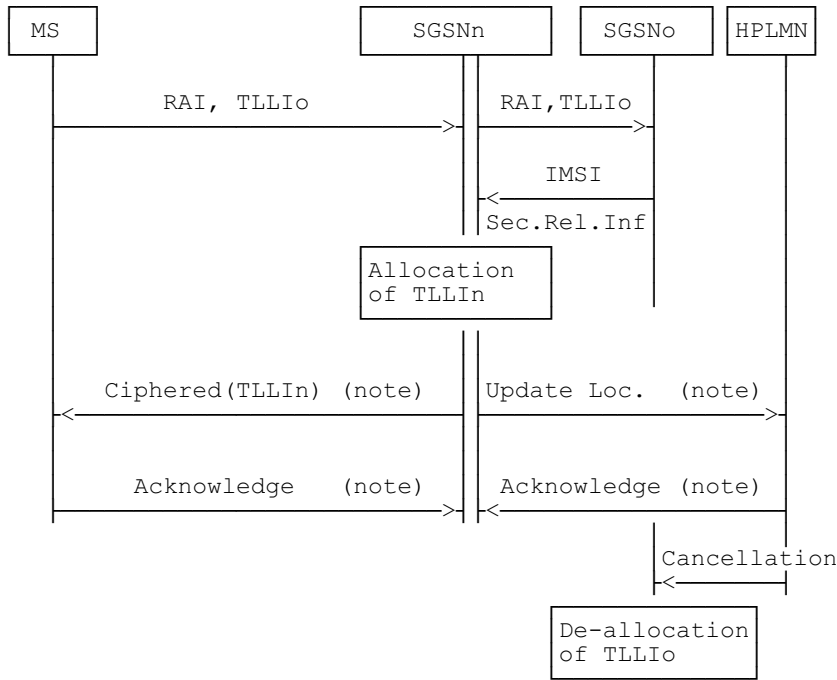 MS SGSNn SGSNo HPLMN
RAI, TLLIo RAI,TLLIo
IMSI
Sec.Rel.Inf
Allocation
of TLLIn
Ciphered(TLLIn) (note) Update Loc. (note)
Acknowledge (note) Acknowledge (note)
Cancellation
De-allocation
of TLLIo